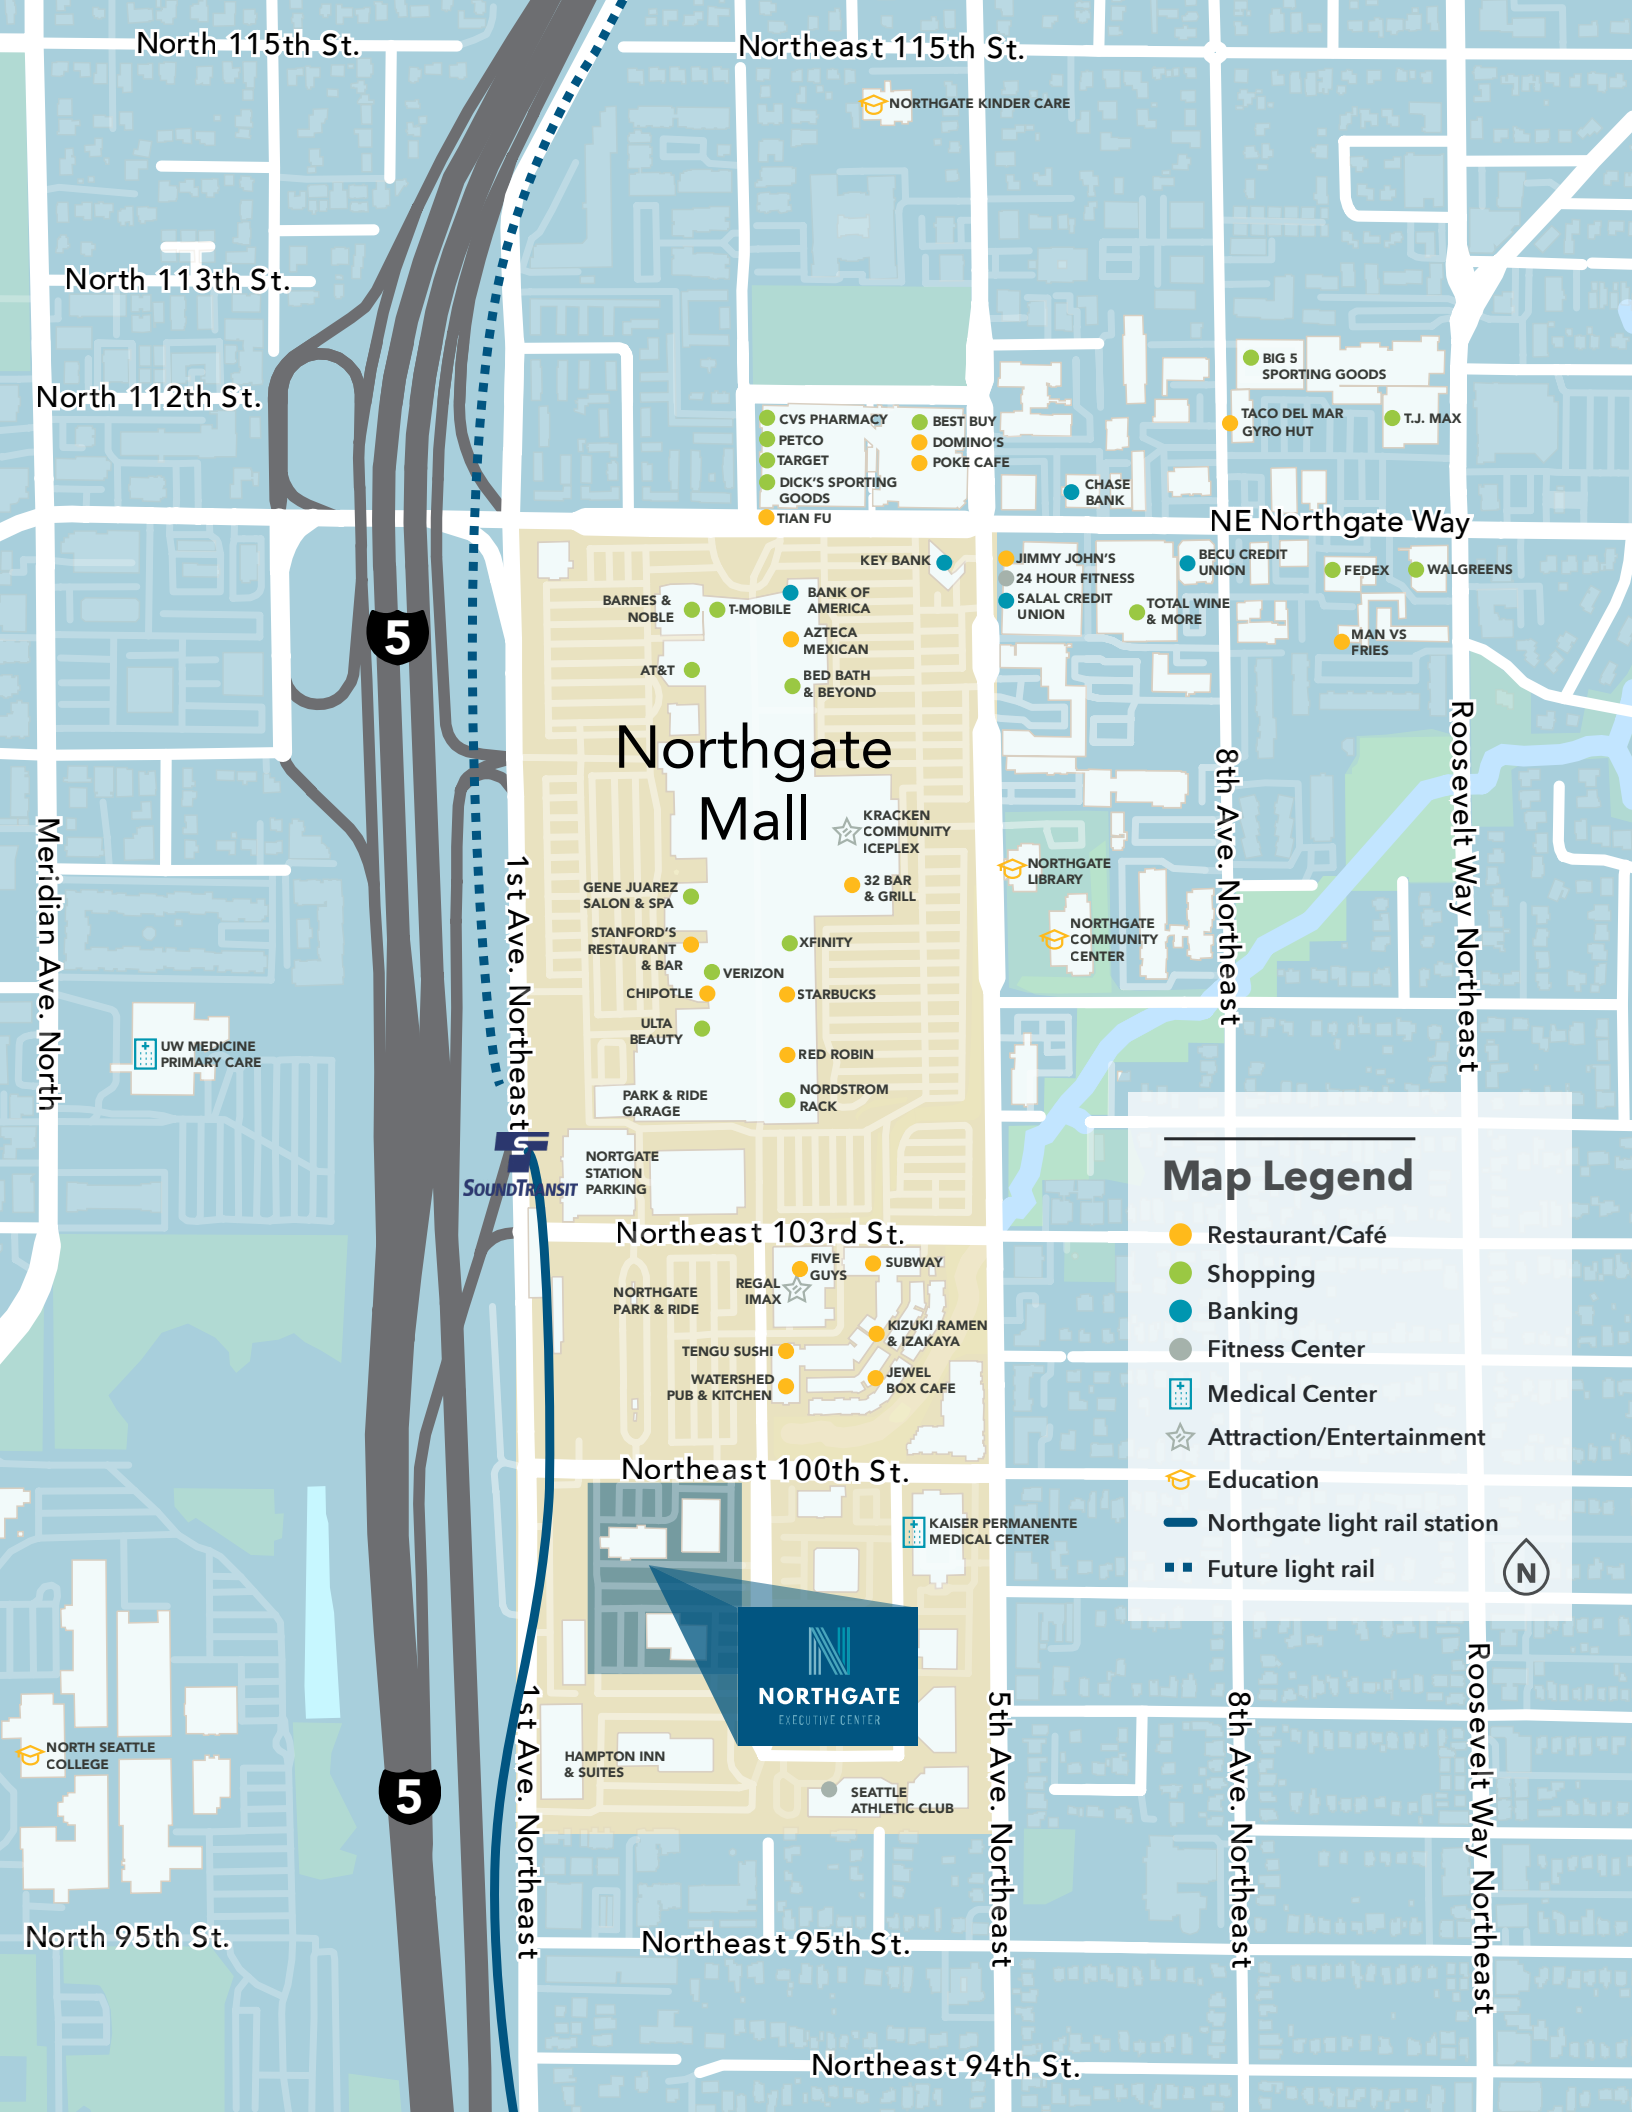 North 115th St.
Northeast 115th St.
NORTHGATE KINDER CARE
North 113th St.
BIG 5
SPORTING GOODS
North 112th St.
TACO DEL MAR
GYRO HUT
T.J. MAX
CVS PHARMACY
PETCO
TARGET
DICK'S SPORTING
GOODS
TIAN FU
BEST BUY
DOMINO'S
POKE CAFE
CHASE
BANK
NE Northgate Way
KEY BANK
JIMMY JOHN'S
24 HOUR FITNESS
SALAL CREDIT
UNION
BECU CREDIT
UNION
TOTAL WINE
& MORE
FEDEX
WALGREENS
MAN VS
FRIES
BARNES &
NOBLE
T-MOBILE
BANK OF
AMERICA
AZTECA
MEXICAN
AT&T
BED BATH
& BEYOND
5
Northgate
Mall
KRACKEN
COMMUNITY
ICEPLEX
32 BAR
& GRILL
GENE JUAREZ
SALON & SPA
STANFORD'S
RESTAURANT
& BAR
XFINITY
VERIZON
CHIPOTLE
STARBUCKS
ULTA
BEAUTY
RED ROBIN
NORDSTROM
RACK
PARK & RIDE
GARAGE
NORTHGATE
LIBRARY
NORTHGATE
COMMUNITY
CENTER
Meridian Ave. North
1st Ave. Northeast
8th Ave. Northeast
Roosevelt Way Northeast
UW MEDICINE
PRIMARY CARE
S
SOUNDTRANSIT
NORTGATE
STATION
PARKING
Northeast 103rd St.
FIVE
GUYS
SUBWAY
REGAL
IMAX
NORTHGATE
PARK & RIDE
KIZUKI RAMEN
& IZAKAYA
TENGU SUSHI
WATERSHED
PUB & KITCHEN
JEWEL
BOX CAFE
Map Legend
Restaurant/Café
Shopping
Banking
Fitness Center
Medical Center
Attraction/Entertainment
Education
Northgate light rail station
Future light rail
N
Northeast 100th St.
KAISER PERMANENTE
MEDICAL CENTER
N
NORTHGATE
EXECUTIVE CENTER
1st Ave. Northeast
5th Ave. Northeast
8th Ave. Northeast
Roosevelt Way Northeast
NORTH SEATTLE
COLLEGE
HAMPTON INN
& SUITES
SEATTLE
ATHLETIC CLUB
5
North 95th St.
Northeast 95th St.
Northeast 94th St.